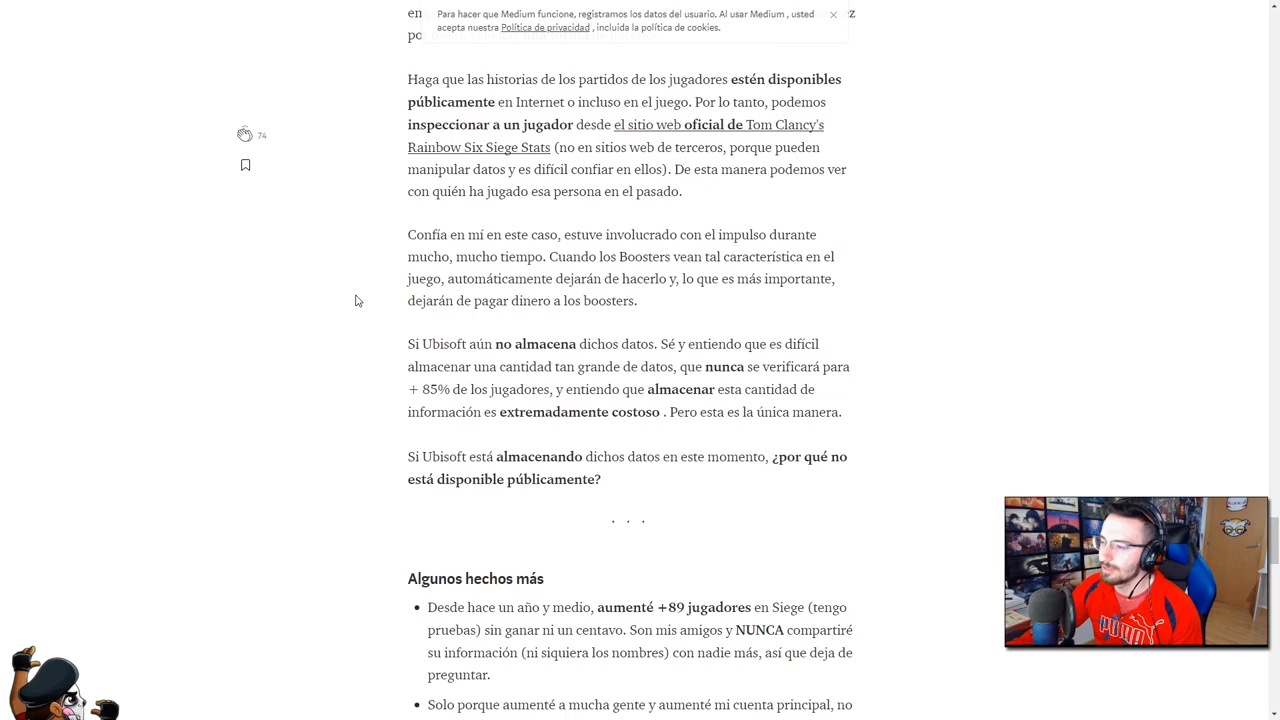 Para hacer que Medium funcione, registramos los datos del usuario. Al usar Medium , usted
acepta nuestra Política de privacidad , incluida la política de cookies.
Haga que las historias de los partidos de los jugadores estén disponibles
públicamente en Internet o incluso en el juego. Por lo tanto, podemos
inspeccionar a un jugador desde el sitio web oficial de Tom Clancy's
Rainbow Six Siege Stats (no en sitios web de terceros, porque pueden
manipular datos y es difícil confiar en ellos). De esta manera podemos ver
con quién ha jugado esa persona en el pasado.
74
Confía en mí en este caso, estuve involucrado con el impulso durante
mucho, mucho tiempo. Cuando los Boosters vean tal característica en el
juego, automáticamente dejarán de hacerlo y, lo que es más importante,
dejarán de pagar dinero a los boosters.
Si Ubisoft aún no almacena dichos datos. Sé y entiendo que es difícil
almacenar una cantidad tan grande de datos, que nunca se verificará para
+ 85% de los jugadores, y entiendo que almacenar esta cantidad de
información es extremadamente costoso . Pero esta es la única manera.
Si Ubisoft está almacenando dichos datos en este momento, ¿por qué no
está disponible públicamente?
. . .
Algunos hechos más
• Desde hace un año y medio, aumenté +89 jugadores en Siege (tengo
pruebas) sin ganar ni un centavo. Son mis amigos y NUNCA compartiré
su información (ni siquiera los nombres) con nadie más, así que deja de
preguntar.
• Solo porque aumenté a mucha gente y aumenté mi cuenta principal, no
PUMA